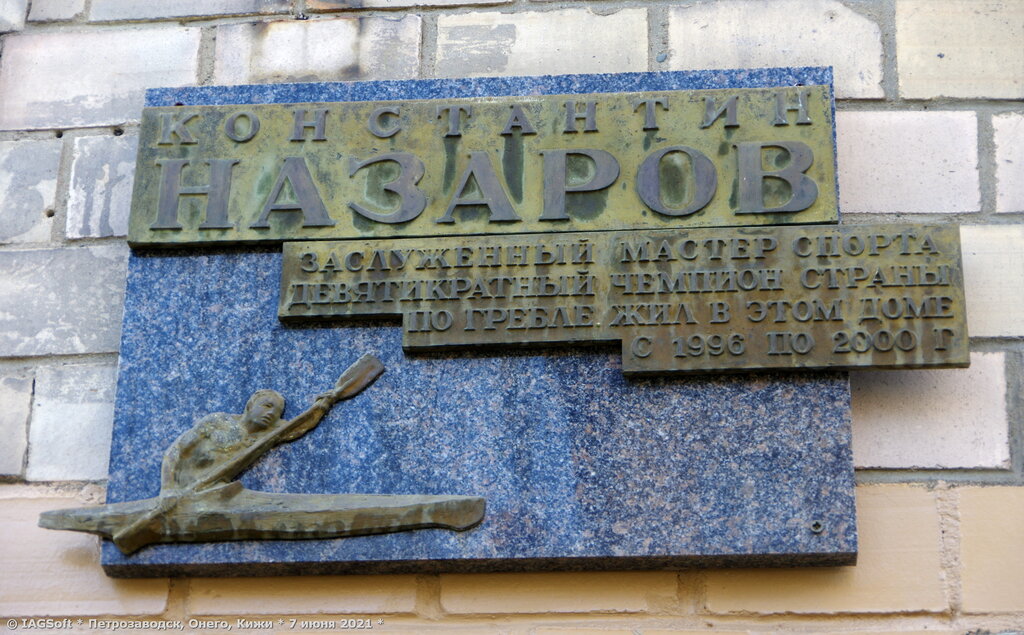 КОНСТАНТИН
НАЗАРОВ
ЗАСЛУЖЕННЫЙ МАСТЕР СПОРТА,
ДЕВЯТИКРАТНЫЙ ЧЕМПИОН СТРАНЫ
ПО ГРЕБЛЕ ЖИЛ В ЭТОМ ДОМЕ
С 1996 ПО 2000 Г
© IAGSoft * Петрозаводск, Онего, Кижи * 7 июня 2021 *